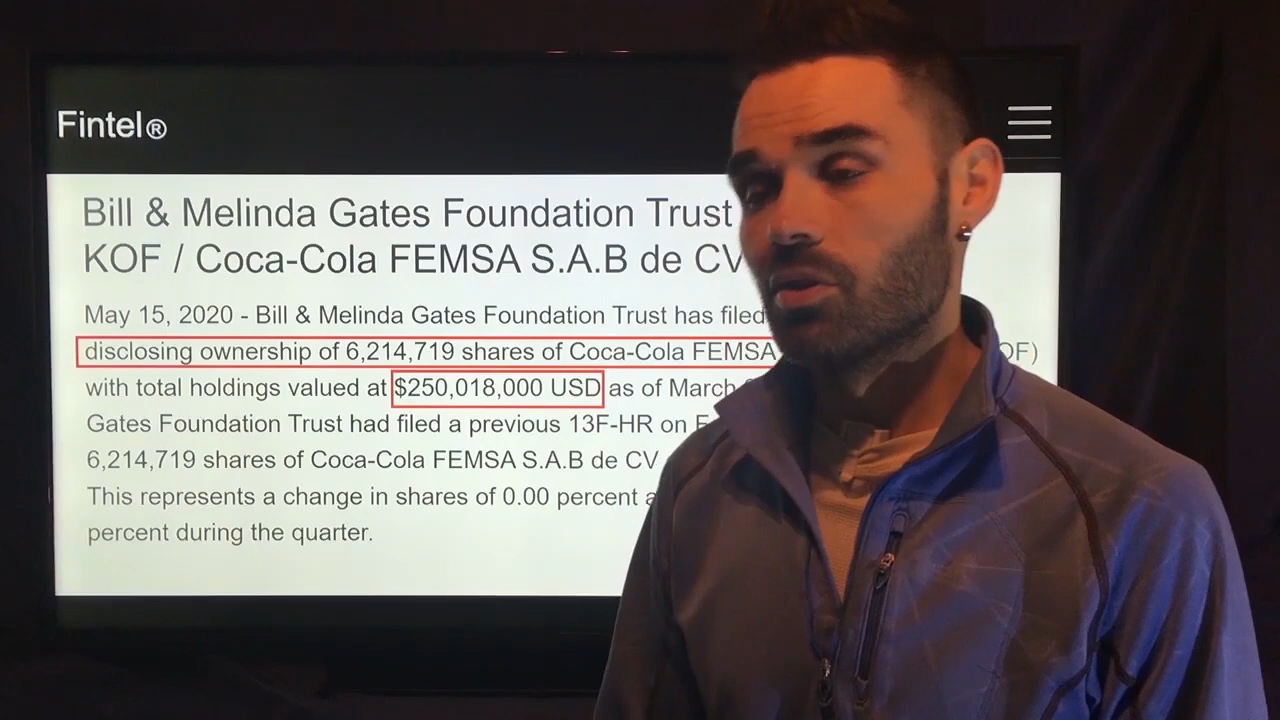 Fintel®
Bill & Melinda Gates Foundation Trust
KOF / Coca-Cola FEMSA S.A.B de CV
May 15, 2020 - Bill & Melinda Gates Foundation Trust has filed
disclosing ownership of 6,214,719 shares of Coca-Cola FEMSA OF)
with total holdings valued at $250,018,000 USD as of March
Gates Foundation Trust had filed a previous 13F-HR on
6,214,719 shares of Coca-Cola FEMSA S.A.B de CV
This represents a change in shares of 0.00 percent
percent during the quarter.